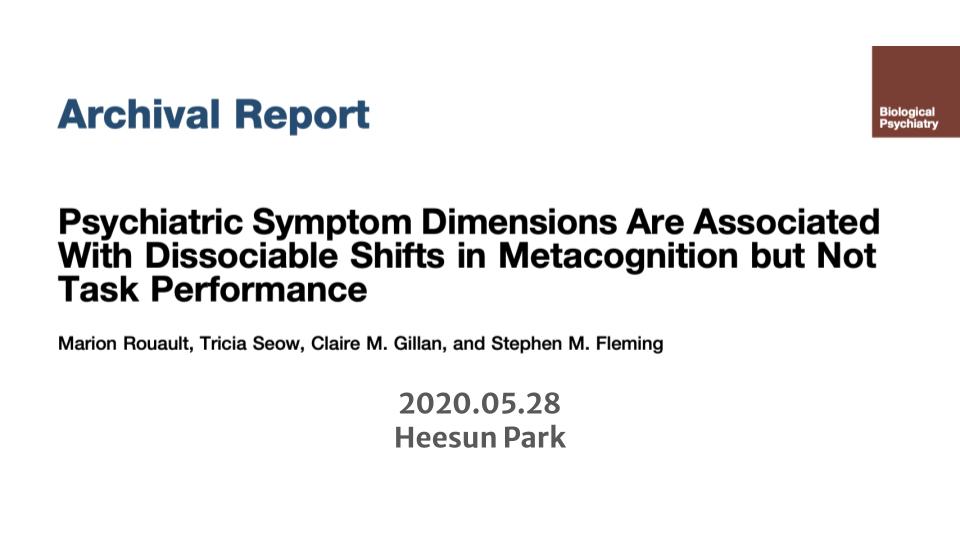 Archival Report
Biological
Psychiatry
Psychiatric Symptom Dimensions Are Associated
With Dissociable Shifts in Metacognition but Not
Task Performance
Marion Rouault, Tricia Seow, Claire M. Gillan, and Stephen M. Fleming
2020.05.28
Heesun Park